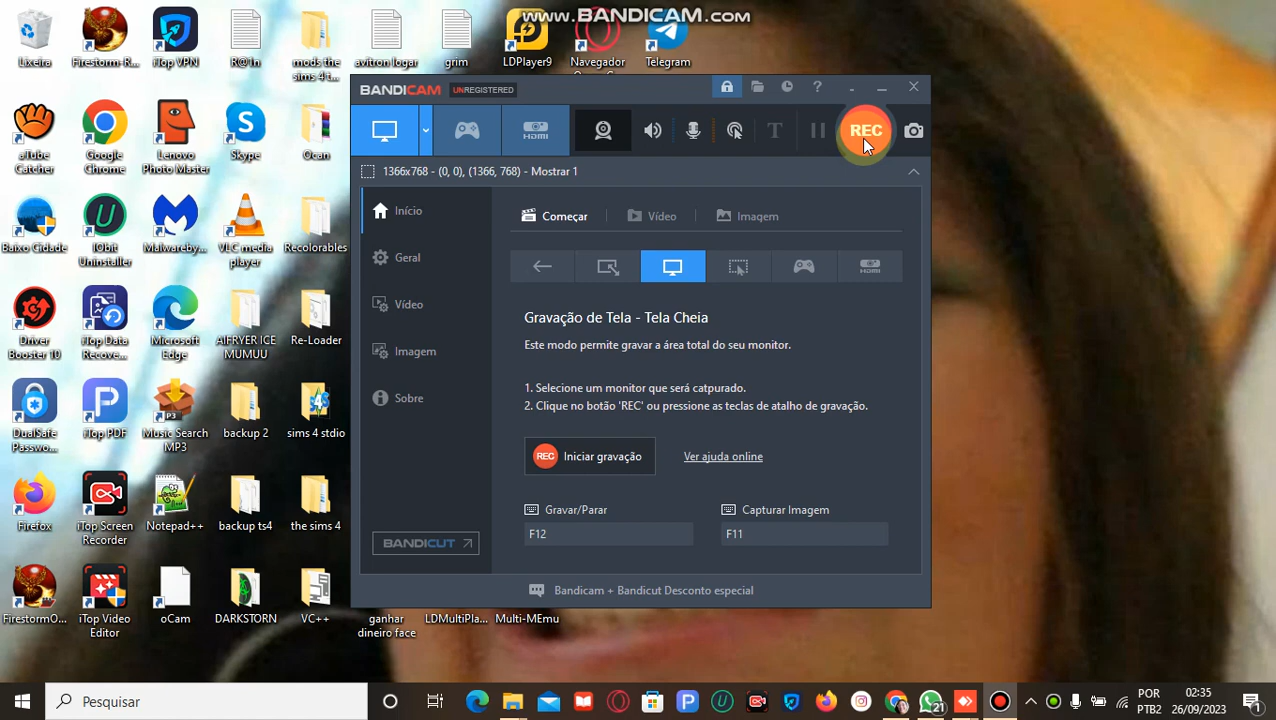 www.BANDICAM.com
Lixeira
Firestorm-R...
iTop VPN
R@!n
mods the sims 4 t...
avitron logar
grim
LDPlayer9
Navegador Opera G...
Telegram
aTube Catcher
Google Chrome
Lenovo Photo Master
Skype
Ocan
Baixo Cidade
IObit Uninstaller
Malwareby...
VLC media player
Recolorables
Driver Booster 10
iTop Data Recove...
Microsoft Edge
AIFRYER ICE MUMUU
Re-Loader
DualSafe Passwo...
iTop PDF
Music Search MP3
backup 2
sims 4 stdio
Firefox
iTop Screen Recorder
Notepad++
backup ts4
the sims 4
FirestormO...
iTop Video Editor
oCam
DARKSTORN
VC++
ganhar dineiro face
LDMultiPla...
Multi-MEmu
BANDICAM UNREGISTERED
HDMI
REC
1366x768 - (0, 0), (1366, 768) - Mostrar 1
Início
Geral
Vídeo
Imagem
Sobre
BANDICUT
Começar
Vídeo
Imagem
HDMI
Gravação de Tela - Tela Cheia
Este modo permite gravar a área total do seu monitor.
1. Selecione um monitor que será catpurado.
2. Clique no botão 'REC' ou pressione as teclas de atalho de gravação.
REC Iniciar gravação
Ver ajuda online
Gravar/Parar
Capturar Imagem
F12
F11
Bandicam + Bandicut Desconto especial
Pesquisar
21
POR
PTB2
02:35
26/09/2023
1